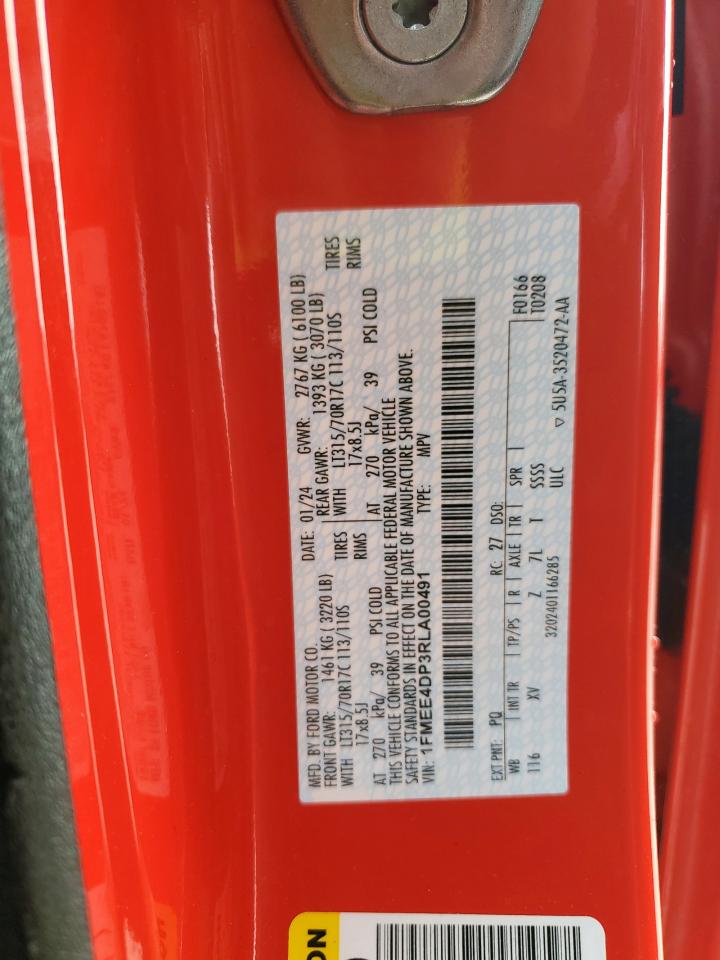 MFD. BY FORD MOTOR CO.
DATE: 01/24 GVWR: 2767 KG ( 6100 LB)
FRONT GAWR: 1461 KG ( 3220 LB) REAR GAWR: 1393 KG ( 3070 LB)
WITH LT315/70R17C 113/110S TIRES WITH LT315/70R17C 113/110S TIRES
17x8.5J RIMS 17x8.5J RIMS
AT 270 kPa/ 39 PSI COLD AT 270 kPa/ 39 PSI COLD
THIS VEHICLE CONFORMS TO ALL APPLICABLE FEDERAL MOTOR VEHICLE
SAFETY STANDARDS IN EFFECT ON THE DATE OF MANUFACTURE SHOWN ABOVE.
VIN: 1FMEE4DP3RLA00491 TYPE: MPV
EXT PNT: PQ RC: 27 DSO: F0166
T0208
WB INT TR TP/PS R AXLE TR SPR
116 XV Z 7L T SSSS
ULC
3202401166285 ▽ 5U5A-3520472-AA
ON